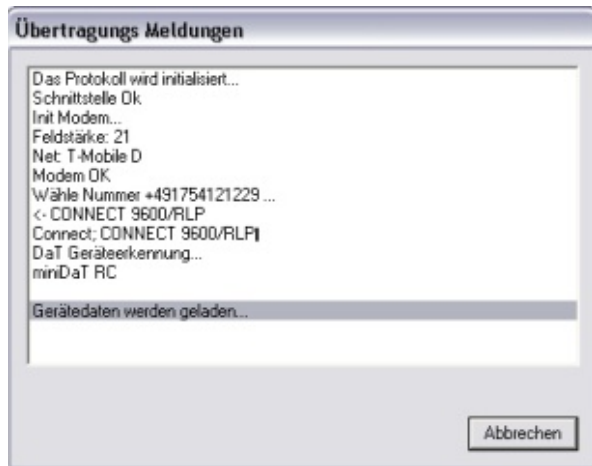 Übertragungs Meldungen
Das Protokoll wird initialisiert...
Schnittstelle Ok
Init Modem...
Feldstärke: 21
Net: T-Mobile D
Modem OK
Wähle Nummer +491754121229 ...
<- CONNECT 9600/RLP
Connect; CONNECT 9600/RLP¶
DaT Geräteerkennung...
miniDaT RC
Gerätedaten werden geladen...
Abbrechen